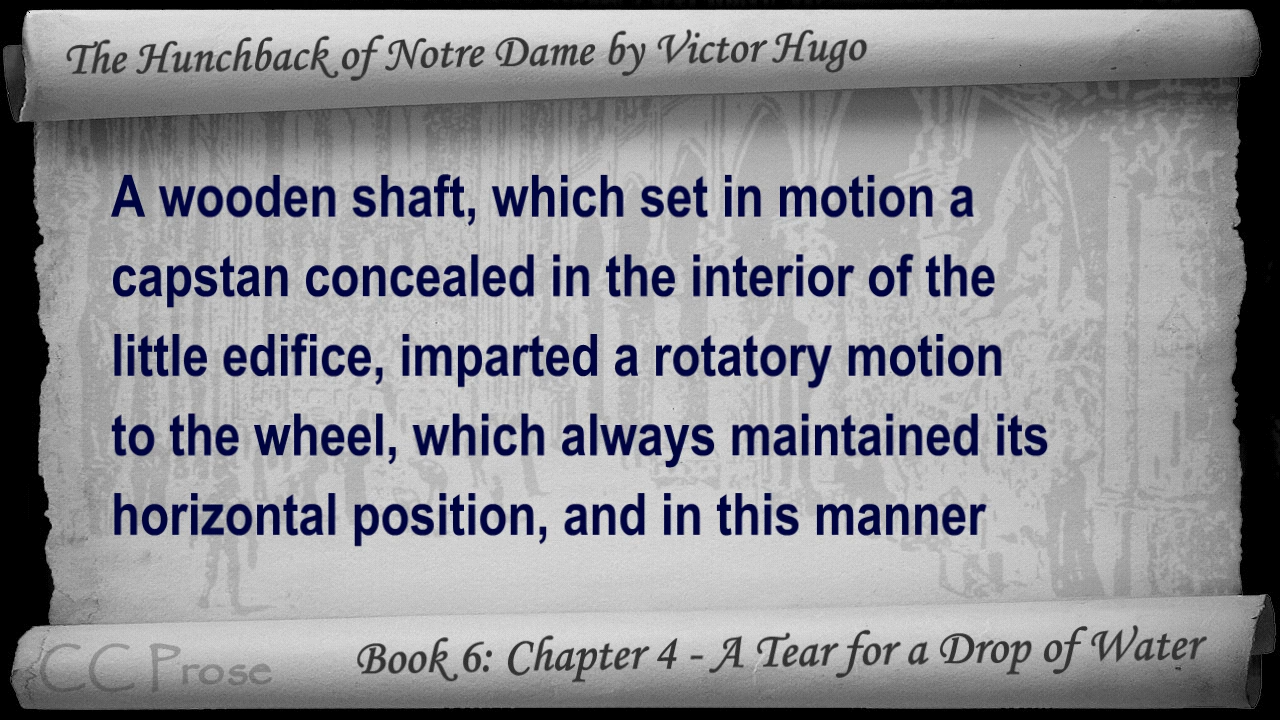 The Hunchback of Notre Dame by Victor Hugo
A wooden shaft, which set in motion a
capstan concealed in the interior of the
little edifice, imparted a rotatory motion
to the wheel, which always maintained its
horizontal position, and in this manner
CC Prose
Book 6: Chapter 4 - A Tear for a Drop of Water